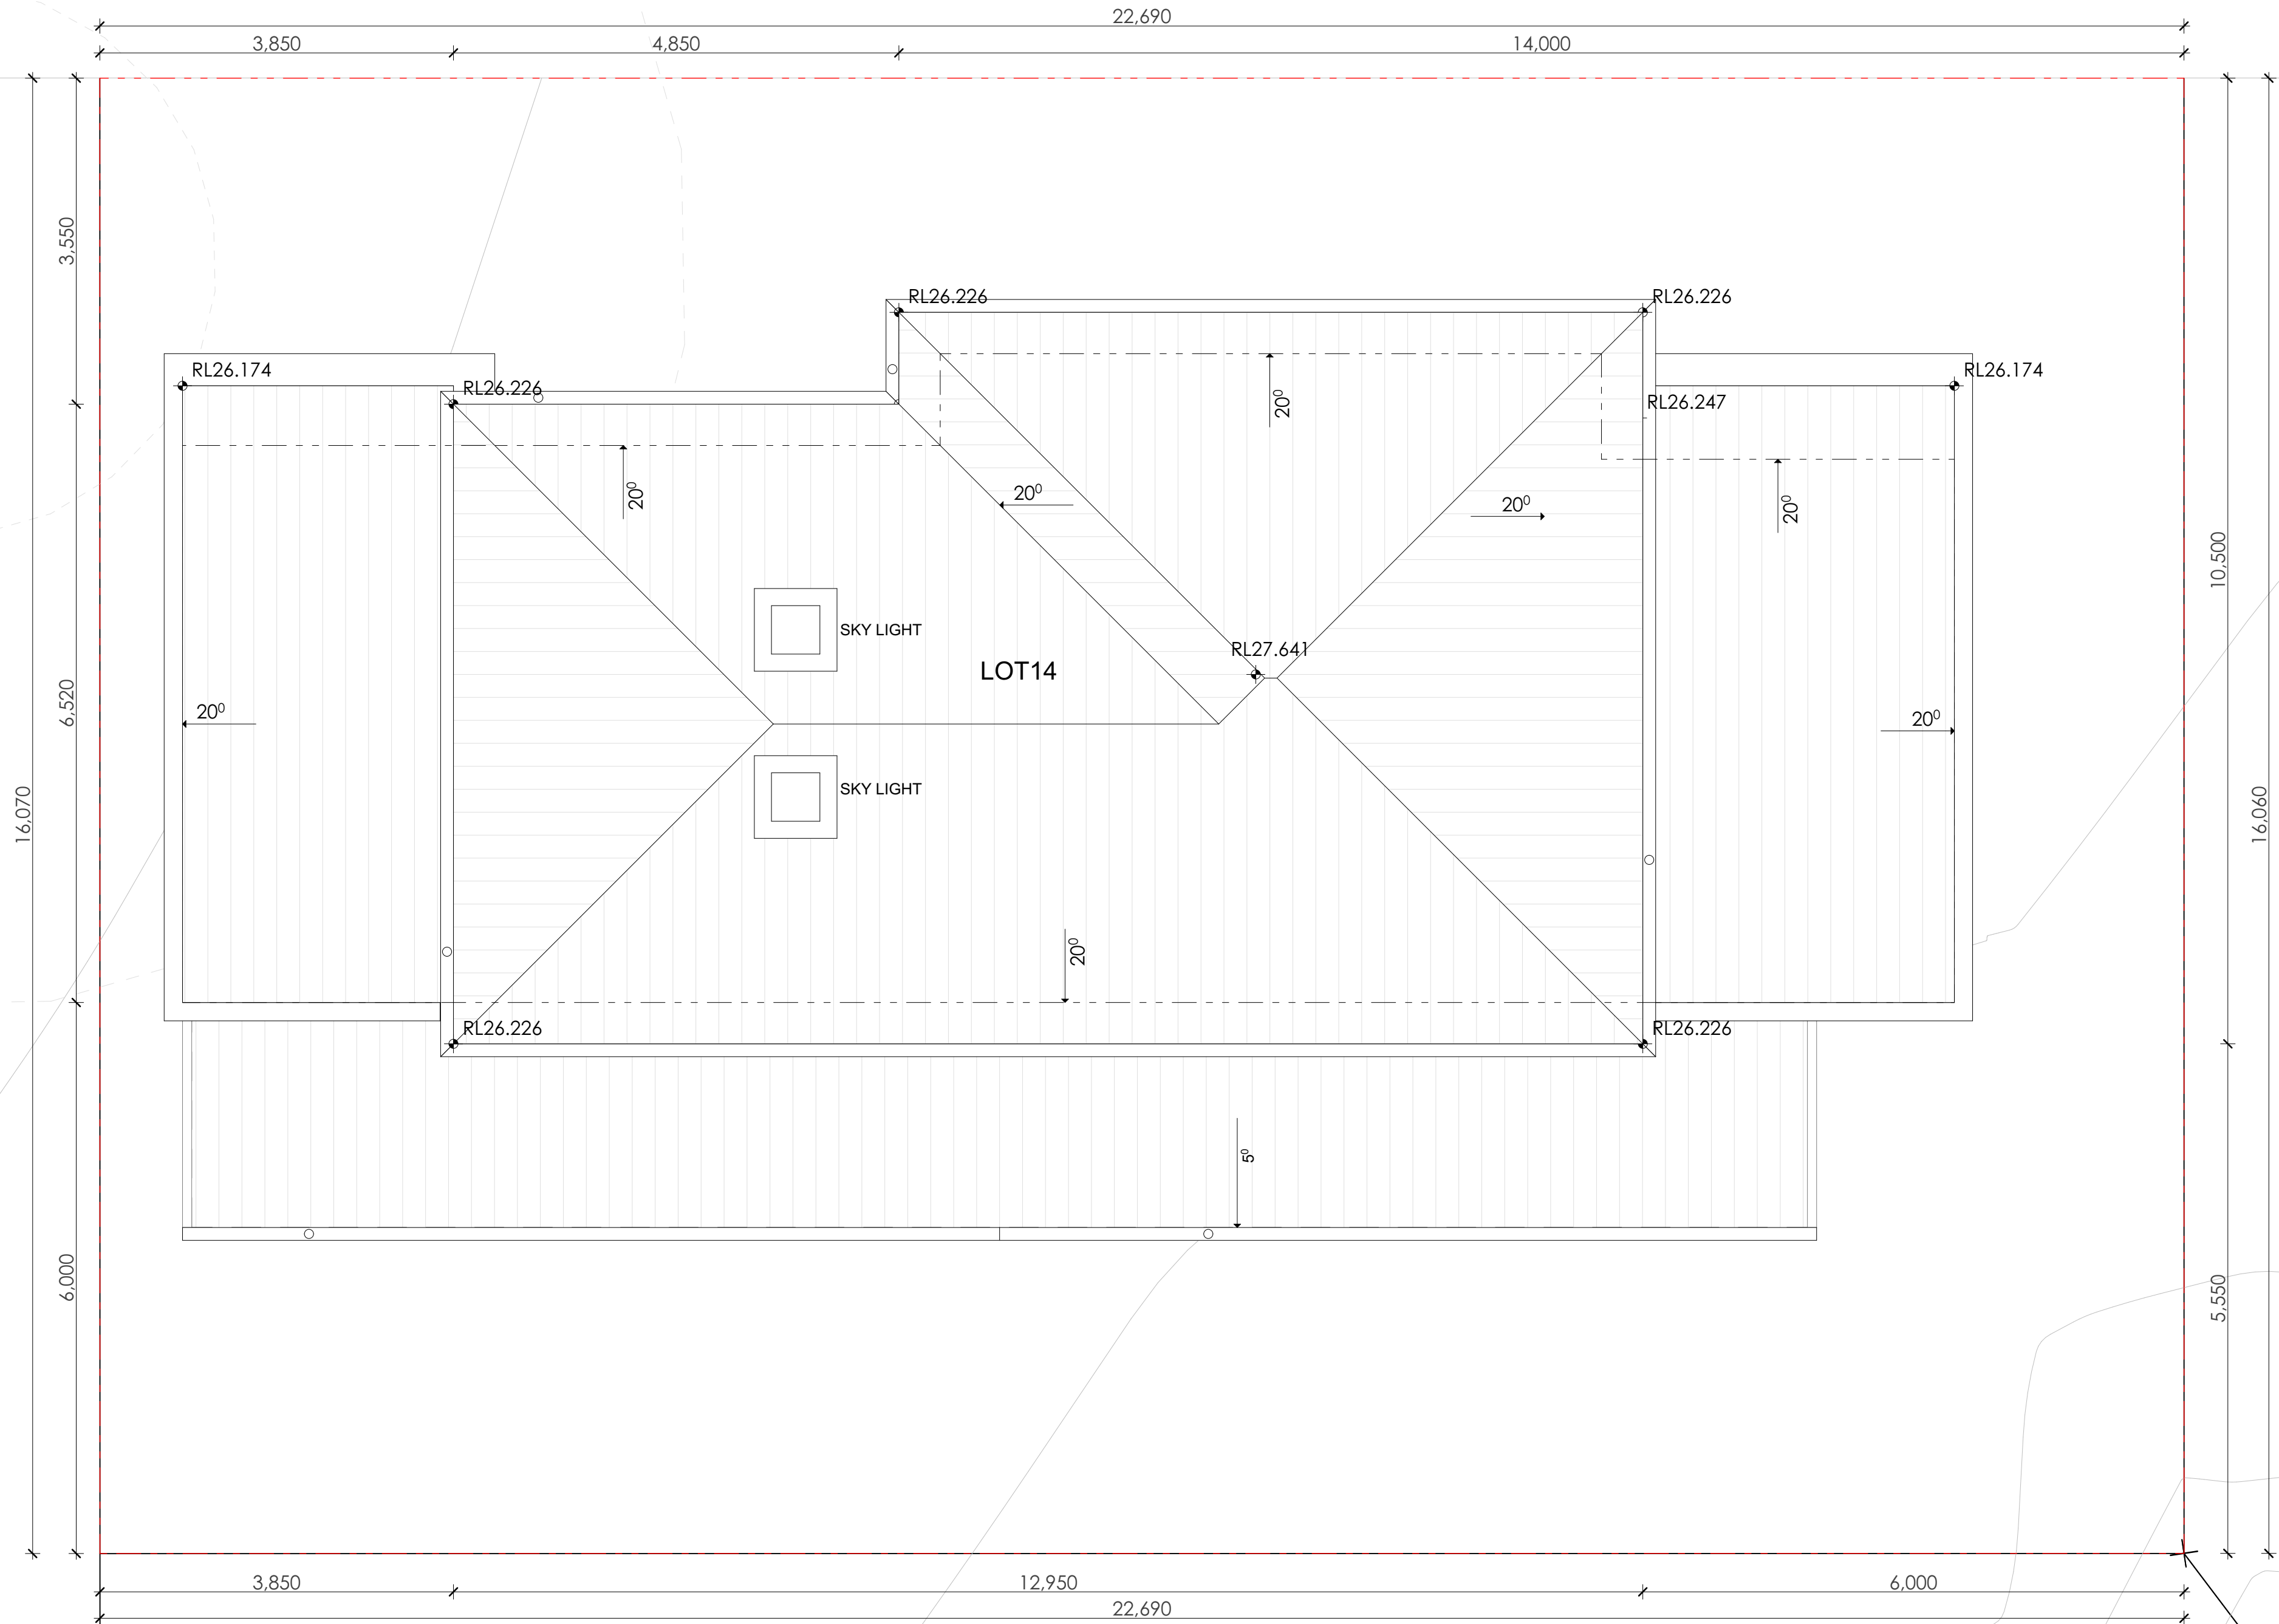 22,690
3,850
4,850
14,000
3,550
RL26.226
RL26.226
RL26.174
RL26.226
RL26.174
RL26.247
20⁰
20⁰
20⁰
20⁰
20⁰
10,500
SKY LIGHT
RL27.641
LOT14
6,520
20⁰
20⁰
SKY LIGHT
16,070
16,060
20⁰
RL26.226
RL26.226
5⁰
6,000
5,550
3,850
12,950
6,000
22,690